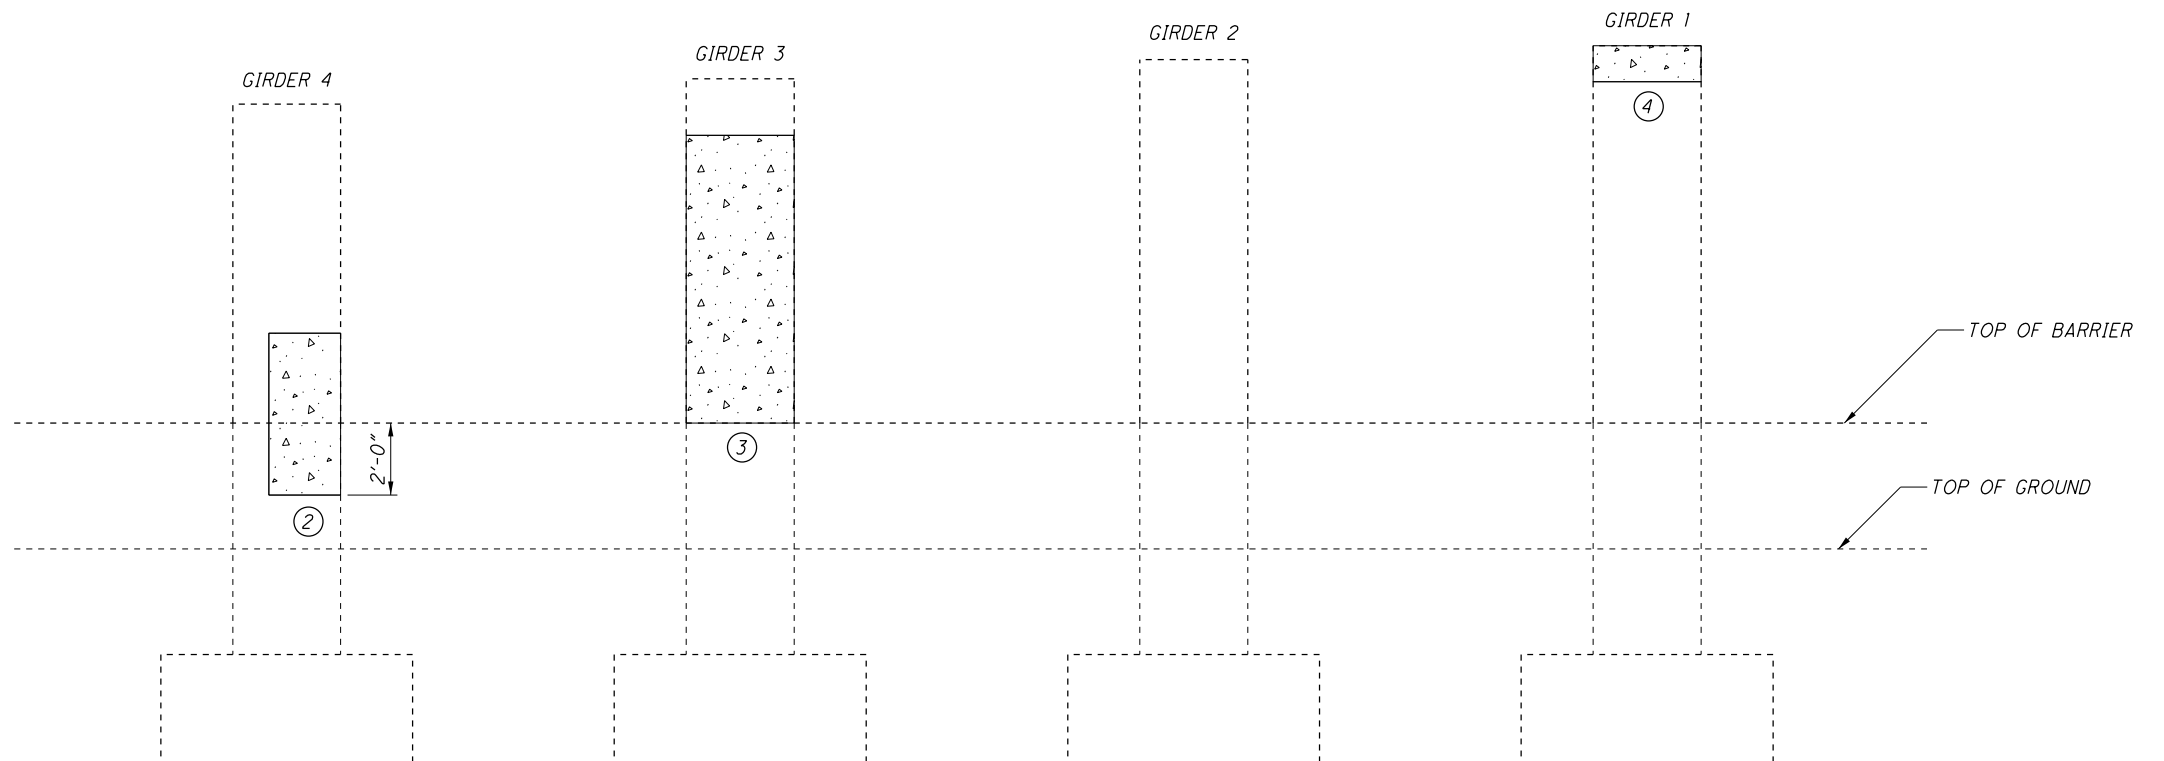 GIRDER 4
GIRDER 3
GIRDER 2
GIRDER 1
4
TOP OF BARRIER
2'-0"
3
TOP OF GROUND
2